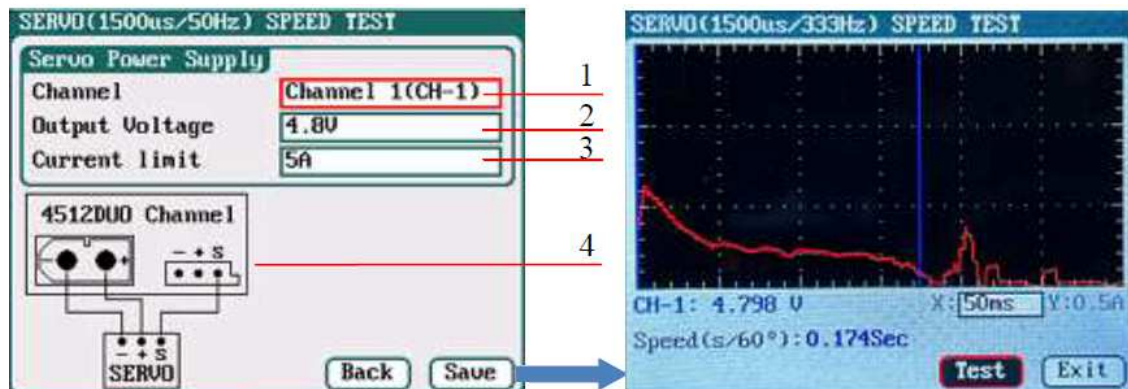 SERVO(1500us/50Hz) SPEED TEST
Servo Power Supply
Channel
Channel 1(CH-1)
Output Voltage
4.8V
Current limit
5A
4512DUO Channel
+
- + S
- + S
SERVO
Back
Save
1
2
3
4
SERVO(1500us/333Hz) SPEED TEST
CH-1: 4.798 V
X: 50ms Y:0.5A
Speed(s/60°):0.174Sec
Test
Exit